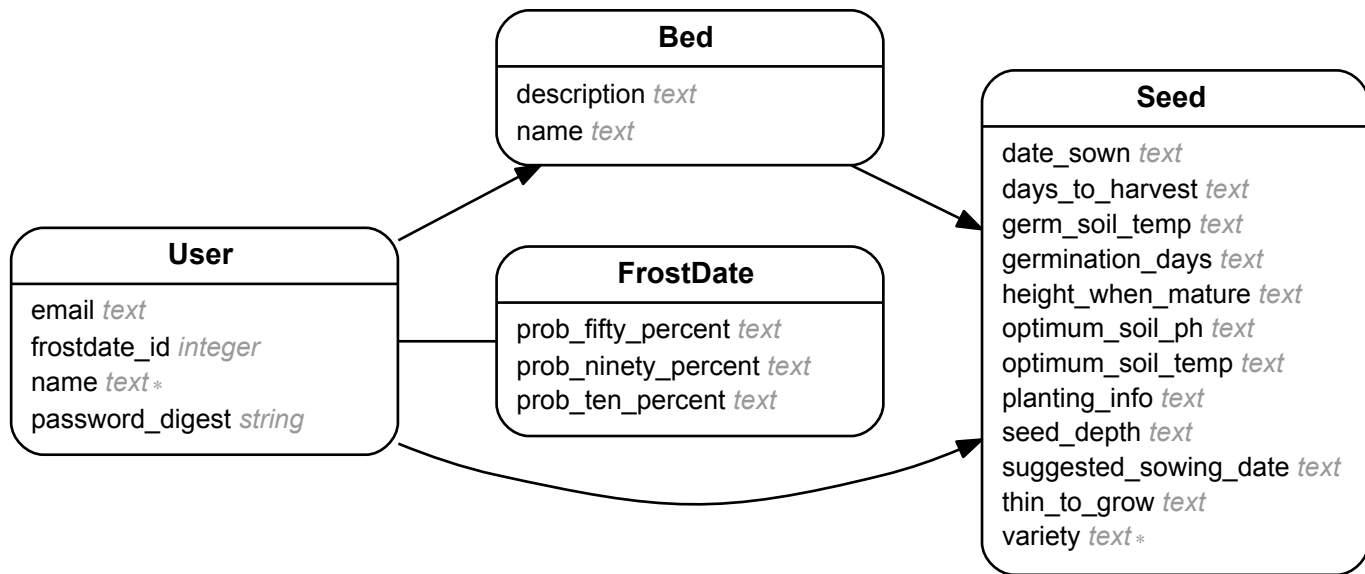 Bed
description text
name text
User
email text
frostdate_id integer
name text *
password_digest string
FrostDate
prob_fifty_percent text
prob_ninety_percent text
prob_ten_percent text
Seed
date_sown text
days_to_harvest text
germ_soil_temp text
germination_days text
height_when_mature text
optimum_soil_ph text
optimum_soil_temp text
planting_info text
seed_depth text
suggested_sowing_date text
thin_to_grow text
variety text *